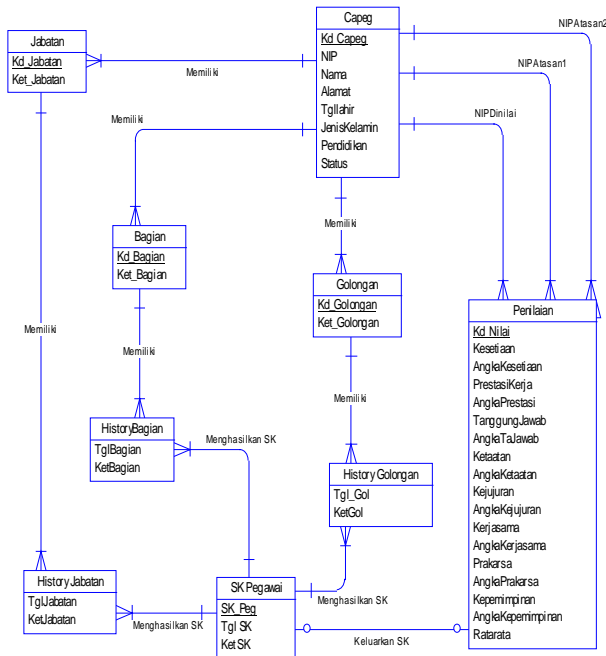 Capeg
Kd_Capeg
NIP
Nama
Alamat
Tgllahir
JenisKelamin
Pendidikan
Status
NIPAtasan2
NIPAtasan1
NIPDinilai
Jabatan
Kd_Jabatan
Ket_Jabatan
Memiliki
Memiliki
Memiliki
Bagian
Kd_Bagian
Ket_Bagian
Golongan
Kd_Golongan
Ket_Golongan
Memiliki
Memiliki
Memiliki
Penilaian
Kd_Nilai
Kesetiaan
AngkaKesetiaan
PrestasiKerja
AngkaPrestasi
TanggungJawab
AngkaTaJawab
Ketaatan
AngkaKetaatan
Kejujuran
AngkaKejujuran
Kerjasama
AngkaKerjasama
Prakarsa
AngkaPrakarsa
Kepemimpinan
AngkaKepemimpinan
Ratarata
HistoryBagian
TglBagian
KetBagian
Menghasilkan SK
History Golongan
Tgl_Gol
KetGol
History Jabatan
TglJabatan
KetJabatan
Menghasilkan SK
SK Pegawai
SK_Peg
Tgl SK
Ket SK
Menghasilkan SK
Keluarkan SK